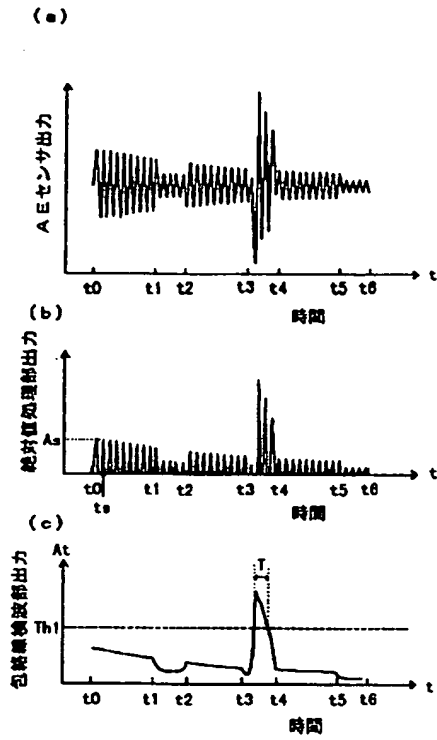 (a)
AEセンサ出力
t
t0 t1 t2 t3 t4 t5 t6
時間
(b)
絶対値処理部出力
As
t
t0 t1 t2 t3 t4 t5 t6
ts
時間
(c)
包絡線検波部出力
At
T
Th1
t
t0 t1 t2 t3 t4 t5 t6
時間